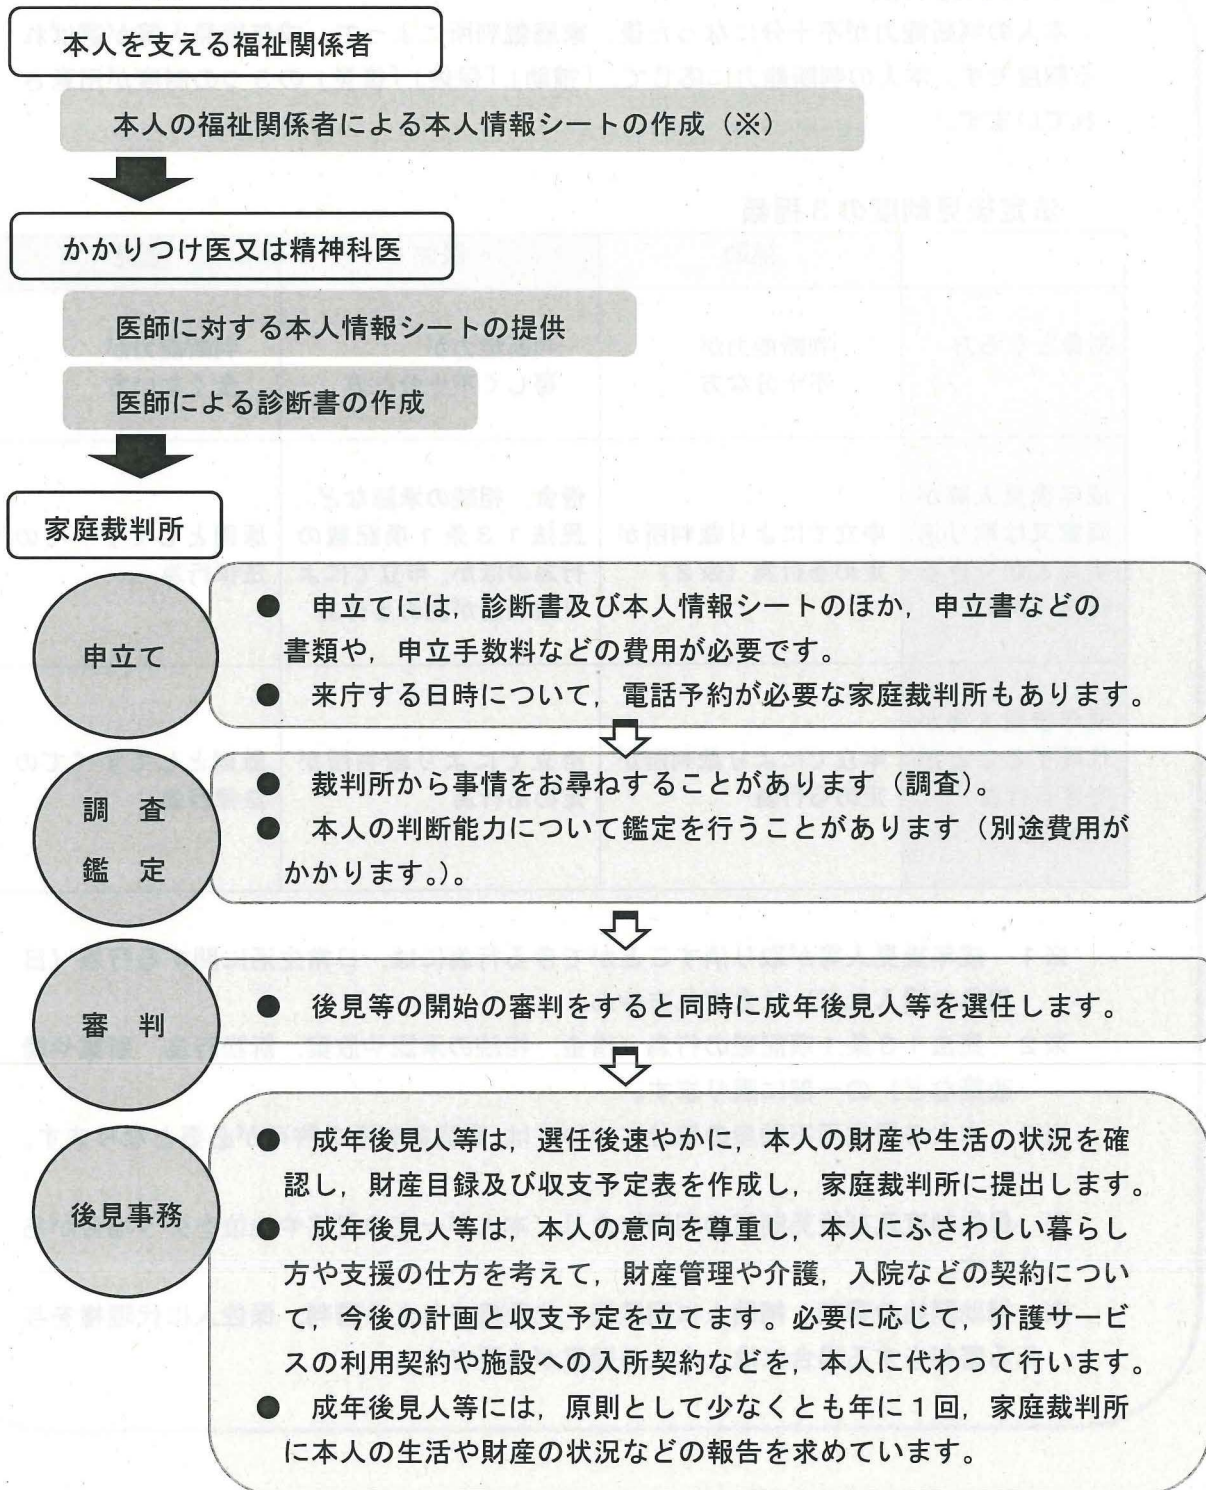 本人を支える福祉関係者
本人の福祉関係者による本人情報シートの作成（※）
かかりつけ医又は精神科医
医師に対する本人情報シートの提供
医師による診断書の作成
家庭裁判所
申立て
●　申立てには，診断書及び本人情報シートのほか，申立書などの
書類や，申立手数料などの費用が必要です。
●　来庁する日時について，電話予約が必要な家庭裁判所もあります。
調　査
鑑　定
●　裁判所から事情をお尋ねすることがあります（調査）。
●　本人の判断能力について鑑定を行うことがあります（別途費用が
かかります。）。
審　判
●　後見等の開始の審判をすると同時に成年後見人等を選任します。
後見事務
●　成年後見人等は，選任後速やかに，本人の財産や生活の状況を確
認し，財産目録及び収支予定表を作成し，家庭裁判所に提出します。
●　成年後見人等は，本人の意向を尊重し，本人にふさわしい暮らし
方や支援の仕方を考えて，財産管理や介護，入院などの契約につい
て，今後の計画と収支予定を立てます。必要に応じて，介護サービ
スの利用契約や施設への入所契約などを，本人に代わって行います。
●　成年後見人等には，原則として少なくとも年に１回，家庭裁判所
に本人の生活や財産の状況などの報告を求めています。